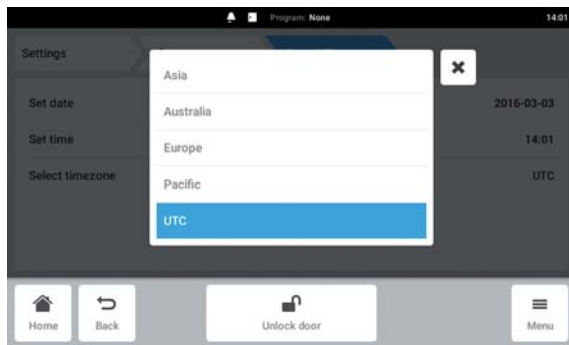 Program: None
14:01
Settings
Asia
Australia
Europe
Pacific
UTC
Set date
2016-03-03
Set time
14:01
Select timezone
UTC
Home
Back
Unlock door
Menu